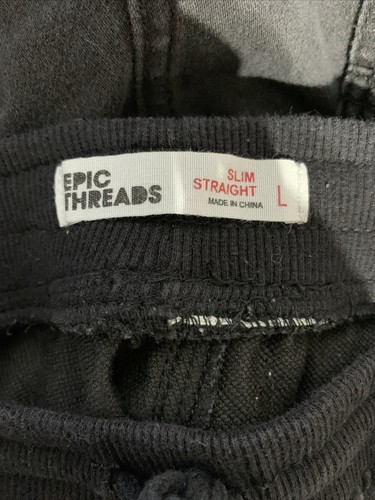 EPIC
THREADS
SLIM
STRAIGHT
MADE IN CHINA
L